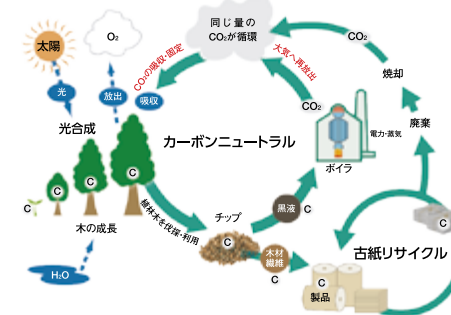 太陽
O₂
同じ量の
CO₂が循環
CO₂
CO₂の吸収・固定
大気へ再放出
焼却
光
放出
吸収
CO₂
光合成
カーボンニュートラル
廃棄
電力・蒸気
ボイラ
C
C
C
C
木の成長
植林木を伐採・利用
チップ
黒液
C
C
C
古紙リサイクル
木材
繊維
C
H₂O
C
製品